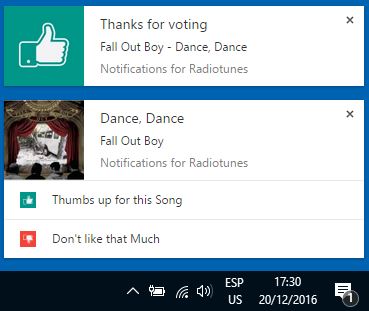 Thanks for voting
Fall Out Boy - Dance, Dance
Notifications for Radiotunes
Dance, Dance
Fall Out Boy
Notifications for Radiotunes
Thumbs up for this Song
Don't like that Much
ESP 17:30
US 20/12/2016
1